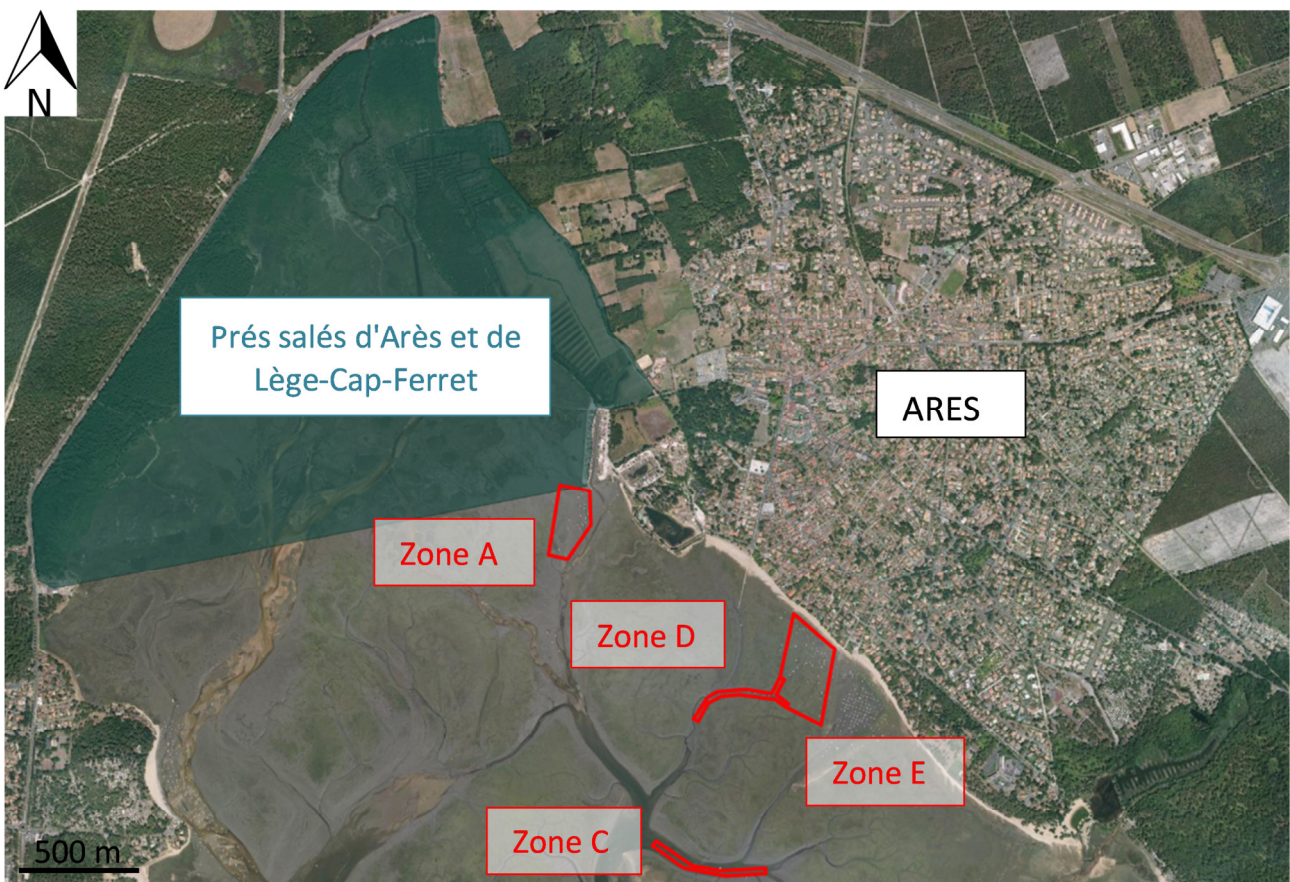 N
Prés salés d'Arès et de
Lège-Cap-Ferret
ARES
Zone A
Zone D
Zone E
Zone C
500 m